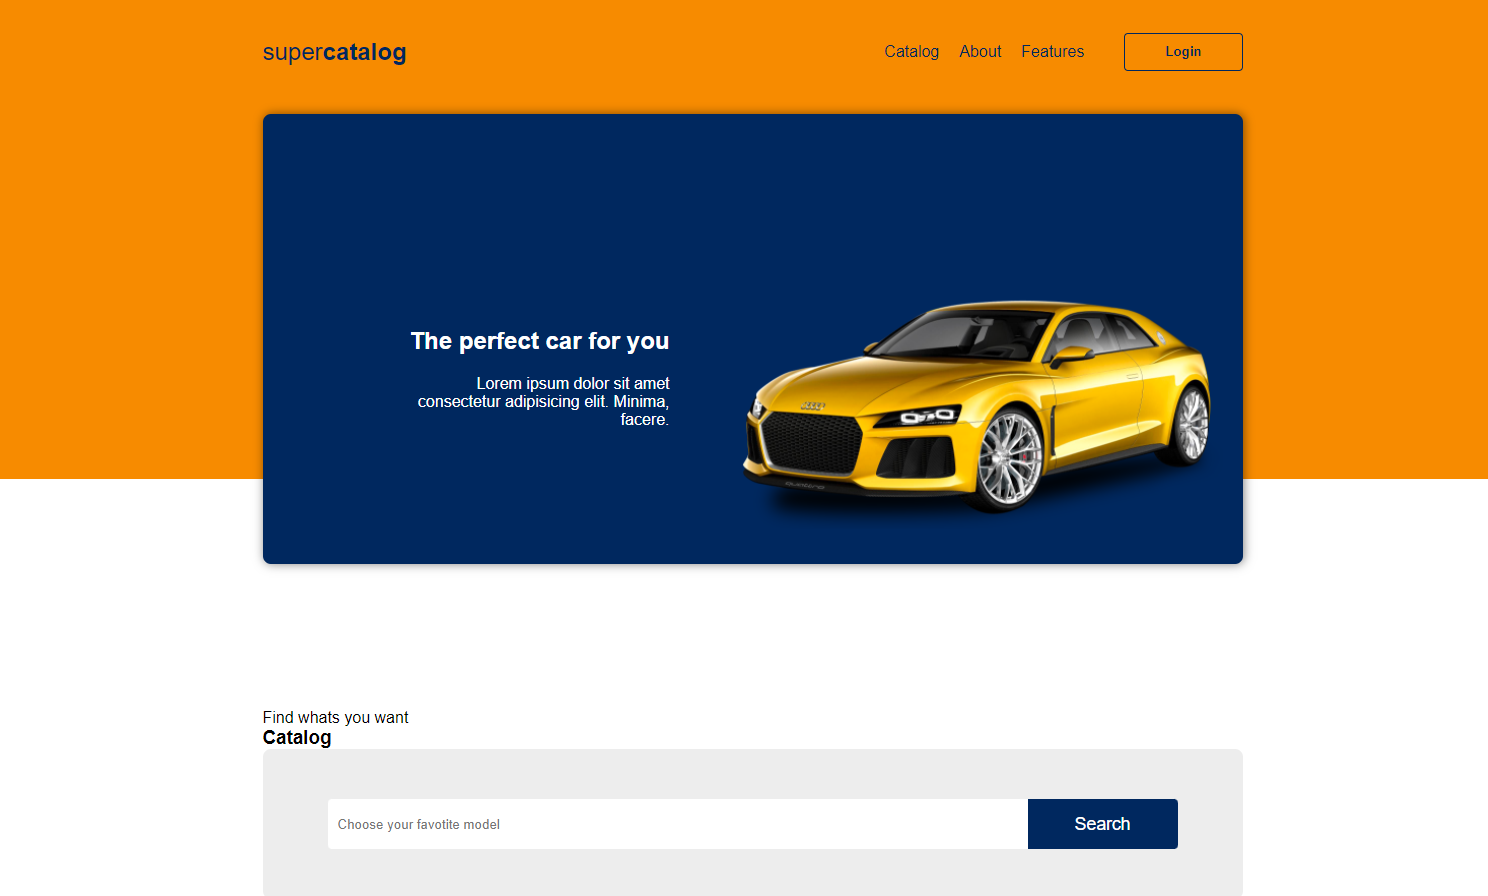 supercatalog
Catalog About Features Login
The perfect car for you
Lorem ipsum dolor sit amet
consectetur adipisicing elit. Minima,
facere.
quattro
Find whats you want
Catalog
Choose your favotite model
Search